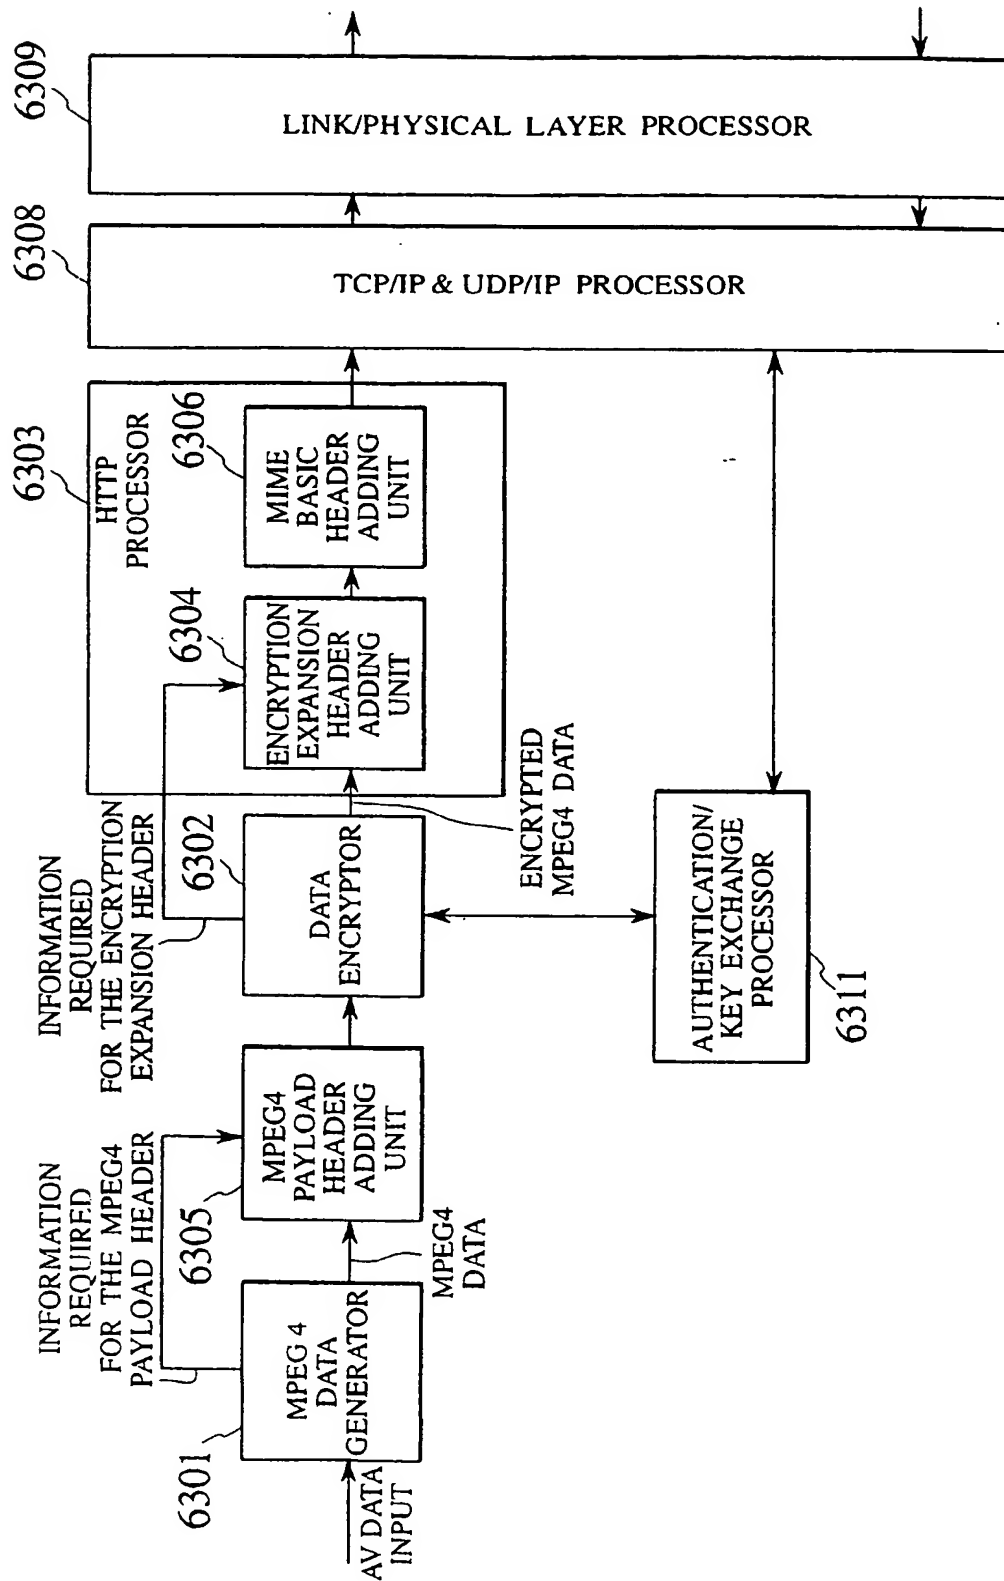 AV DATA
INPUT
6301
MPEG 4
DATA
GENERATOR
INFORMATION
REQUIRED
FOR THE MPEG4
PAYLOAD HEADER
MPEG4
DATA
6305
MPEG4
PAYLOAD
HEADER
ADDING
UNIT
INFORMATION
REQUIRED
FOR THE ENCRYPTION
EXPANSION HEADER
6302
DATA
ENCRYPTOR
ENCRYPTED
MPEG4 DATA
6311
AUTHENTICATION/
KEY EXCHANGE
PROCESSOR
6303
HTTP
PROCESSOR
6304
ENCRYPTION
EXPANSION
HEADER
ADDING
UNIT
6306
MIME
BASIC
HEADER
ADDING
UNIT
6308
TCP/IP & UDP/IP PROCESSOR
6309
LINK/PHYSICAL LAYER PROCESSOR